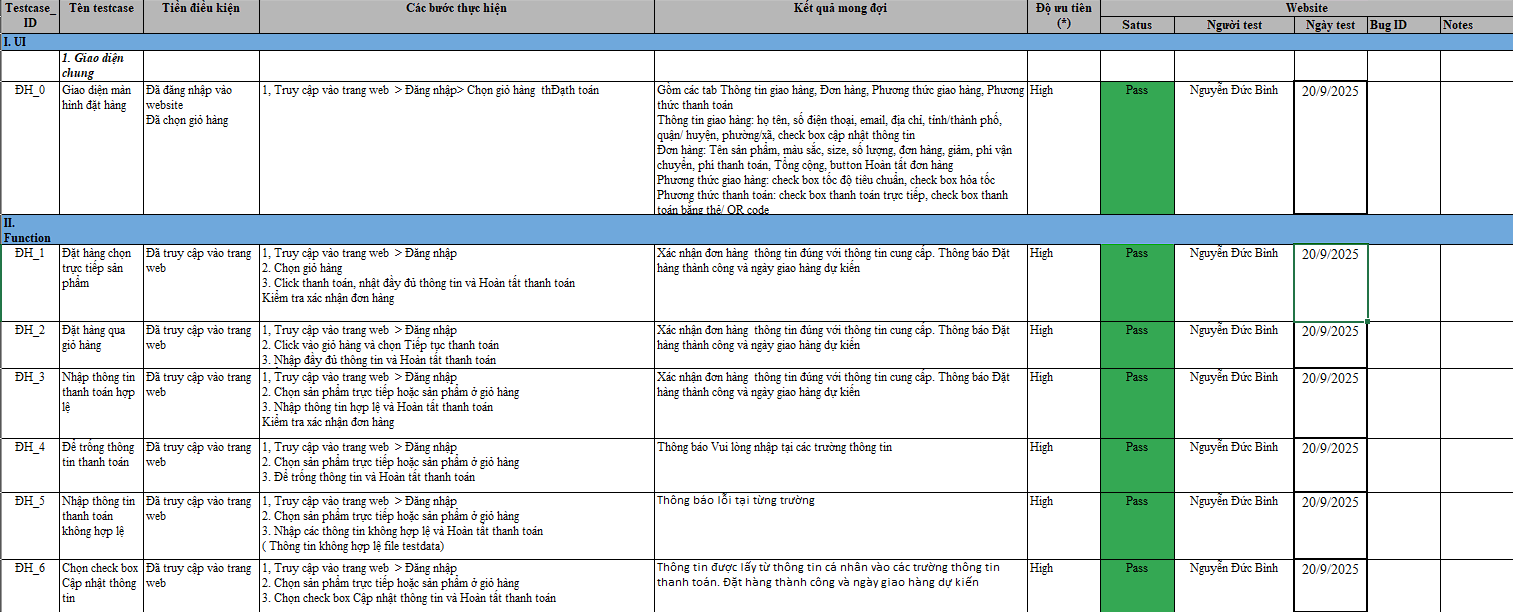 Testcase_ID
Tên testcase
Tiền điều kiện
Các bước thực hiện
Kết quả mong đợi
Độ ưu tiên (*)
Website
Satus
Người test
Ngày test
Bug ID
Notes
I. UI
1. Giao diện
chung
ĐH_0
Giao diện màn
hình đặt hàng
Đã đăng nhập vào
website
Đã chọn giỏ hàng
1, Truy cập vào trang web > Đăng nhập> Chọn giỏ hàng thĐạth toán
Gồm các tab Thông tin giao hàng, Đơn hàng, Phương thức giao hàng, Phương
thức thanh toán
Thông tin giao hàng: họ tên, số điện thoại, email, địa chỉ, tỉnh/thành phố,
quận/ huyện, phường/xã, check box cập nhật thông tin
Đơn hàng: Tên sản phẩm, màu sắc, size, số lượng, đơn hàng, giảm, phí vận
chuyển, phí thanh toán, Tổng cộng, button Hoàn tất đơn hàng
Phương thức giao hàng: check box tốc độ tiêu chuẩn, check box hỏa tốc
Phương thức thanh toán: check box thanh toán trực tiếp, check box thanh
toán bằng thẻ/ QR code
High
Pass
Nguyễn Đức Bình
20/9/2025
II.
Function
ĐH_1
Đặt hàng chọn
trực tiếp sản
phẩm
Đã truy cập vào trang
web
1, Truy cập vào trang web > Đăng nhập
2. Chọn giỏ hàng
3. Click thanh toán, nhật đầy đủ thông tin và Hoàn tất thanh toán
Kiểm tra xác nhận đơn hàng
Xác nhận đơn hàng thông tin đúng với thông tin cung cấp. Thông báo Đặt
hàng thành công và ngày giao hàng dự kiến
High
Pass
Nguyễn Đức Bình
20/9/2025
ĐH_2
Đặt hàng qua
giỏ hàng
Đã truy cập vào trang
web
1, Truy cập vào trang web > Đăng nhập
2. Click vào giỏ hàng và chọn Tiếp tục thanh toán
3. Nhập đầy đủ thông tin và Hoàn tất thanh toán
Xác nhận đơn hàng thông tin đúng với thông tin cung cấp. Thông báo Đặt
hàng thành công và ngày giao hàng dự kiến
High
Pass
Nguyễn Đức Bình
20/9/2025
ĐH_3
Nhập thông tin
thanh toán hợp
lệ
Đã truy cập vào trang
web
1, Truy cập vào trang web > Đăng nhập
2. Chọn sản phẩm trực tiếp hoặc sản phẩm ở giỏ hàng
3. Nhập thông tin hợp lệ và Hoàn tất thanh toán
Kiểm tra xác nhận đơn hàng
Xác nhận đơn hàng thông tin đúng với thông tin cung cấp. Thông báo Đặt
hàng thành công và ngày giao hàng dự kiến
High
Pass
Nguyễn Đức Bình
20/9/2025
ĐH_4
Để trống thông
tin thanh toán
Đã truy cập vào trang
web
1, Truy cập vào trang web > Đăng nhập
2. Chọn sản phẩm trực tiếp hoặc sản phẩm ở giỏ hàng
3. Để trống thông tin và Hoàn tất thanh toán
Thông báo Vui lòng nhập tại các trường thông tin
High
Pass
Nguyễn Đức Bình
20/9/2025
ĐH_5
Nhập thông tin
thanh toán
không hợp lệ
Đã truy cập vào trang
web
1, Truy cập vào trang web > Đăng nhập
2. Chọn sản phẩm trực tiếp hoặc sản phẩm ở giỏ hàng
3. Nhập các thông tin không hợp lệ và Hoàn tất thanh toán
( Thông tin không hợp lệ file testdata)
Thông báo lỗi tại từng trường
High
Pass
Nguyễn Đức Bình
20/9/2025
ĐH_6
Chọn check box
Cập nhật thông
tin
Đã truy cập vào trang
web
1, Truy cập vào trang web > Đăng nhập
2. Chọn sản phẩm trực tiếp hoặc sản phẩm ở giỏ hàng
3. Chọn check box Cập nhật thông tin và Hoàn tất thanh toán
Thông tin được lấy từ thông tin cá nhân vào các trường thông tin
thanh toán. Đặt hàng thành công và ngày giao hàng dự kiến
High
Pass
Nguyễn Đức Bình
20/9/2025